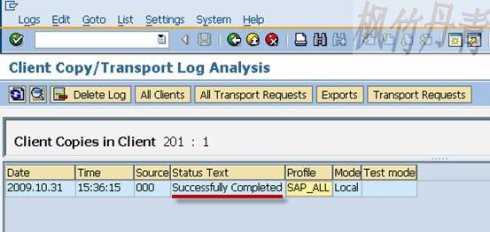 Logs Edit Goto List Settings System Help
枫竹丹青
Client Copy/Transport Log Analysis
Delete Log All Clients All Transport Requests Exports Transport Requests
Client Copies in Client 201 : 1
Date Time Source Status Text Profile Mode Test mode
2009.10.31 15:36:15 000 Successfully Completed SAP_ALL Local